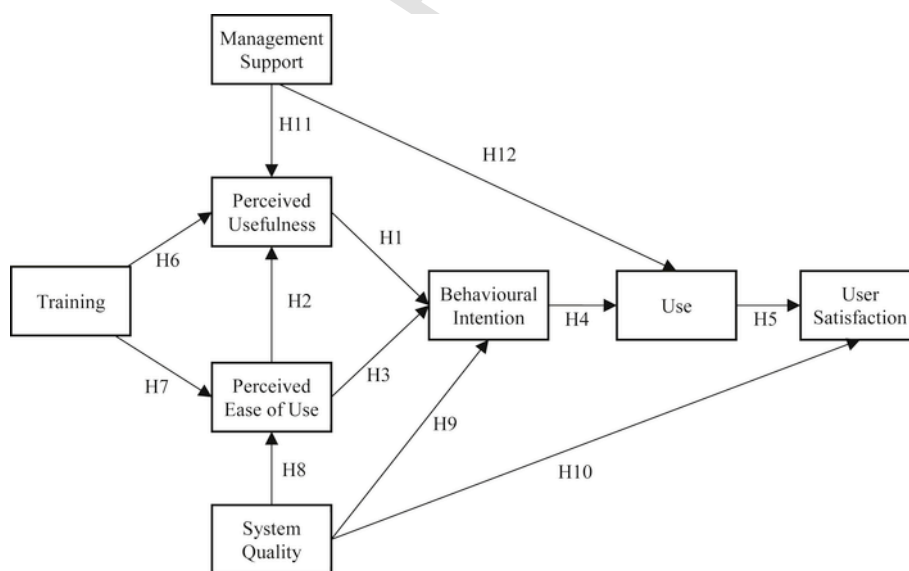 Management
Support
H11
H12
Perceived
Usefulness
H6
H1
Training
H2
Behavioural
Intention
H4
Use
H5
User
Satisfaction
H7
Perceived
Ease of Use
H3
H9
H8
H10
System
Quality